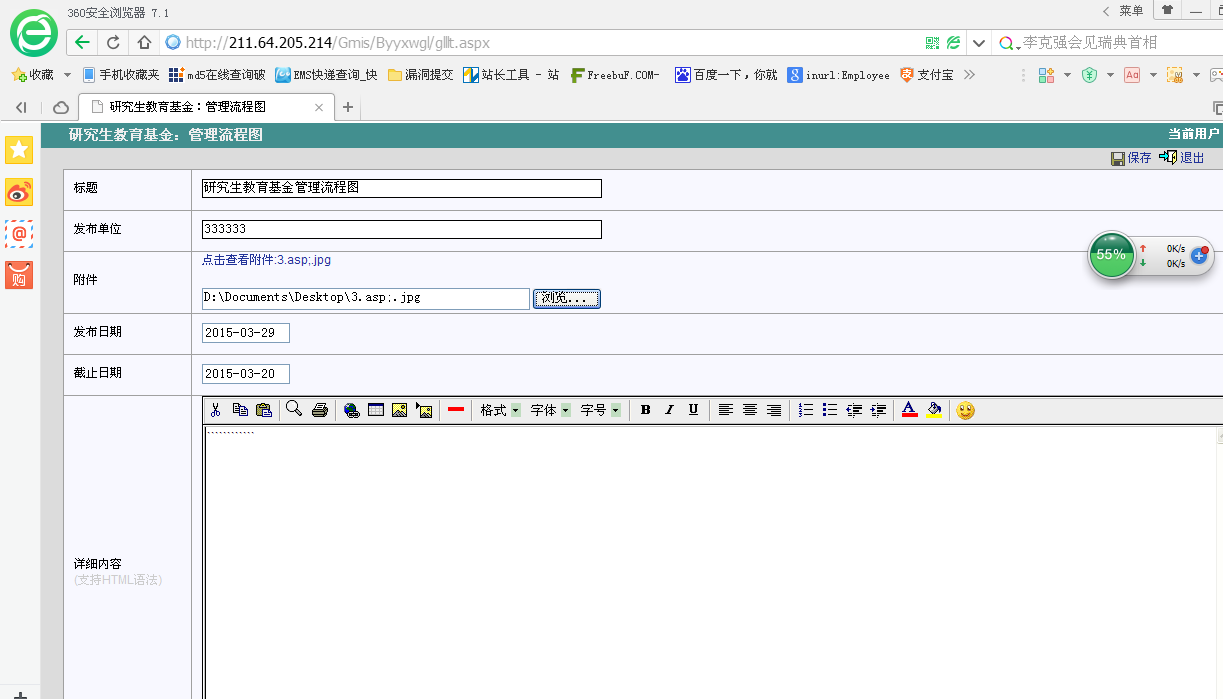 360安全浏览器 7.1
菜单
http://211.64.205.214/Gmis/Byyxwgl/gllt.aspx
李克强会见瑞典首相
收藏 手机收藏夹 md5在线查询破 EMS快递查询_快 漏洞提交 站长工具 - 站 FreebuF.COM- 百度一下，你就 inurl:Employee 支付宝
研究生教育基金：管理流程图
研究生教育基金：管理流程图 当前用户
保存 退出
标题 研究生教育基金管理流程图
发布单位 333333
点击查看附件:3.asp;.jpg
附件
D:\Documents\Desktop\3.asp;.jpg 浏览...
55% 0K/s
0K/s
发布日期 2015-03-29
截止日期 2015-03-20
格式 字体 字号 B I U
............
详细内容
(支持HTML语法)
购